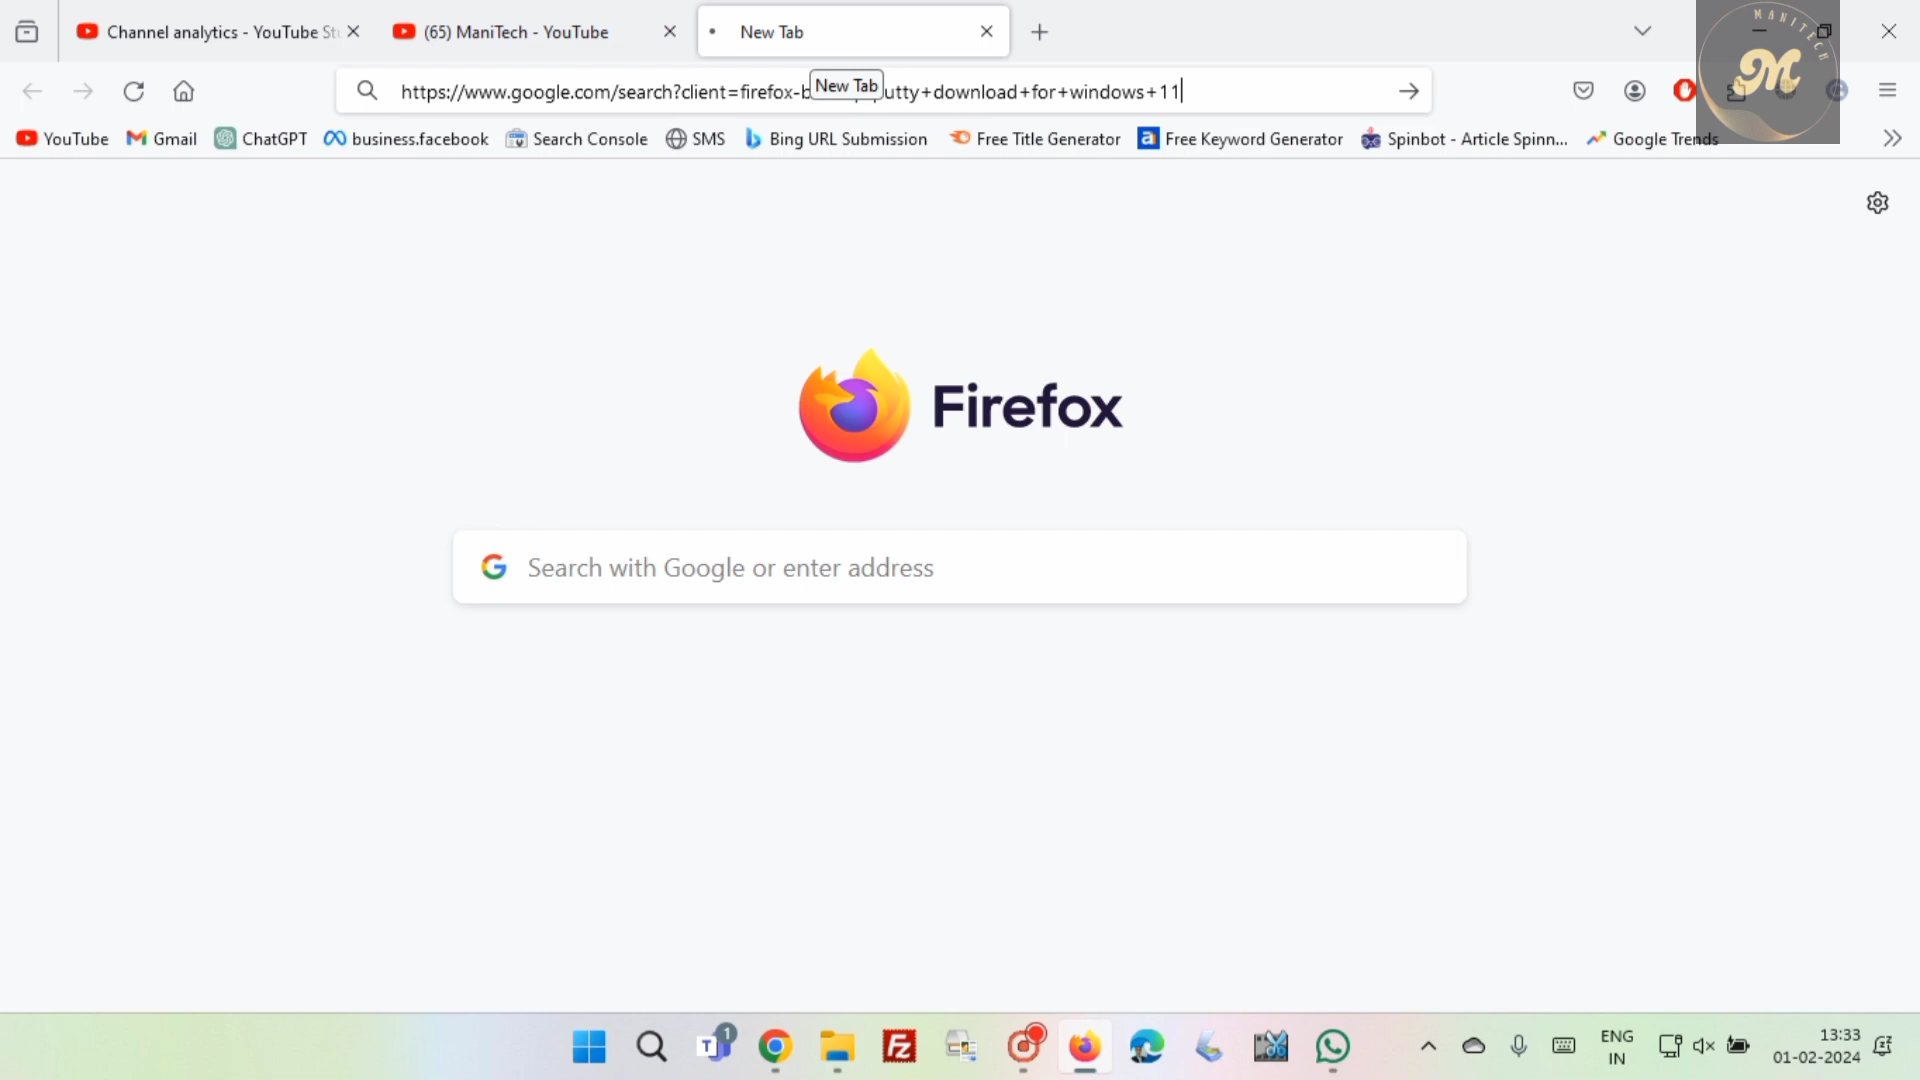 Channel analytics - YouTube St
(65) ManiTech - YouTube
New Tab
MANITECH
M
https://www.google.com/search?client=firefox-b
New Tab
utty+download+for+windows+11
YouTube
Gmail
ChatGPT
business.facebook
Search Console
SMS
Bing URL Submission
Free Title Generator
Free Keyword Generator
Spinbot - Article Spinn...
Google Trends
Firefox
Search with Google or enter address
1
T
Fz
ENG
IN
13:33
01-02-2024